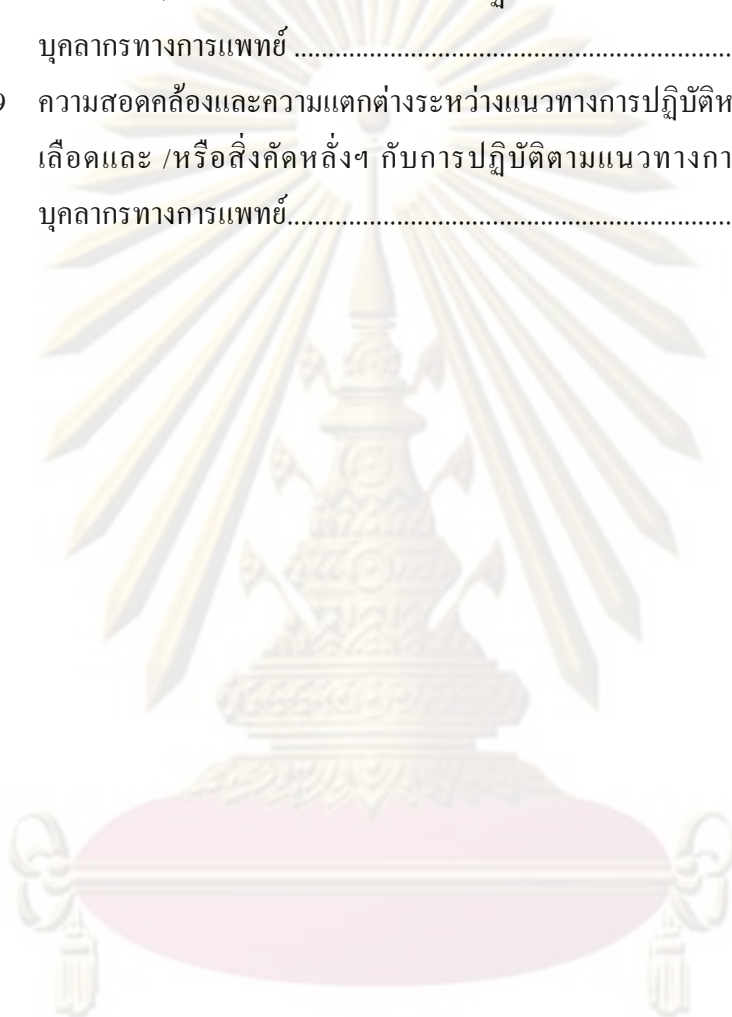 บุคลากรทางการแพทย์ ................................................................
9 ความสอดคล้องและความแตกต่างระหว่างแนวทางการปฏิบัติห
เลือดและ /หรือสิ่งคัดหลั่งฯ กับการปฏิบัติตามแนวทางกา
บุคลากรทางการแพทย์.................................................................